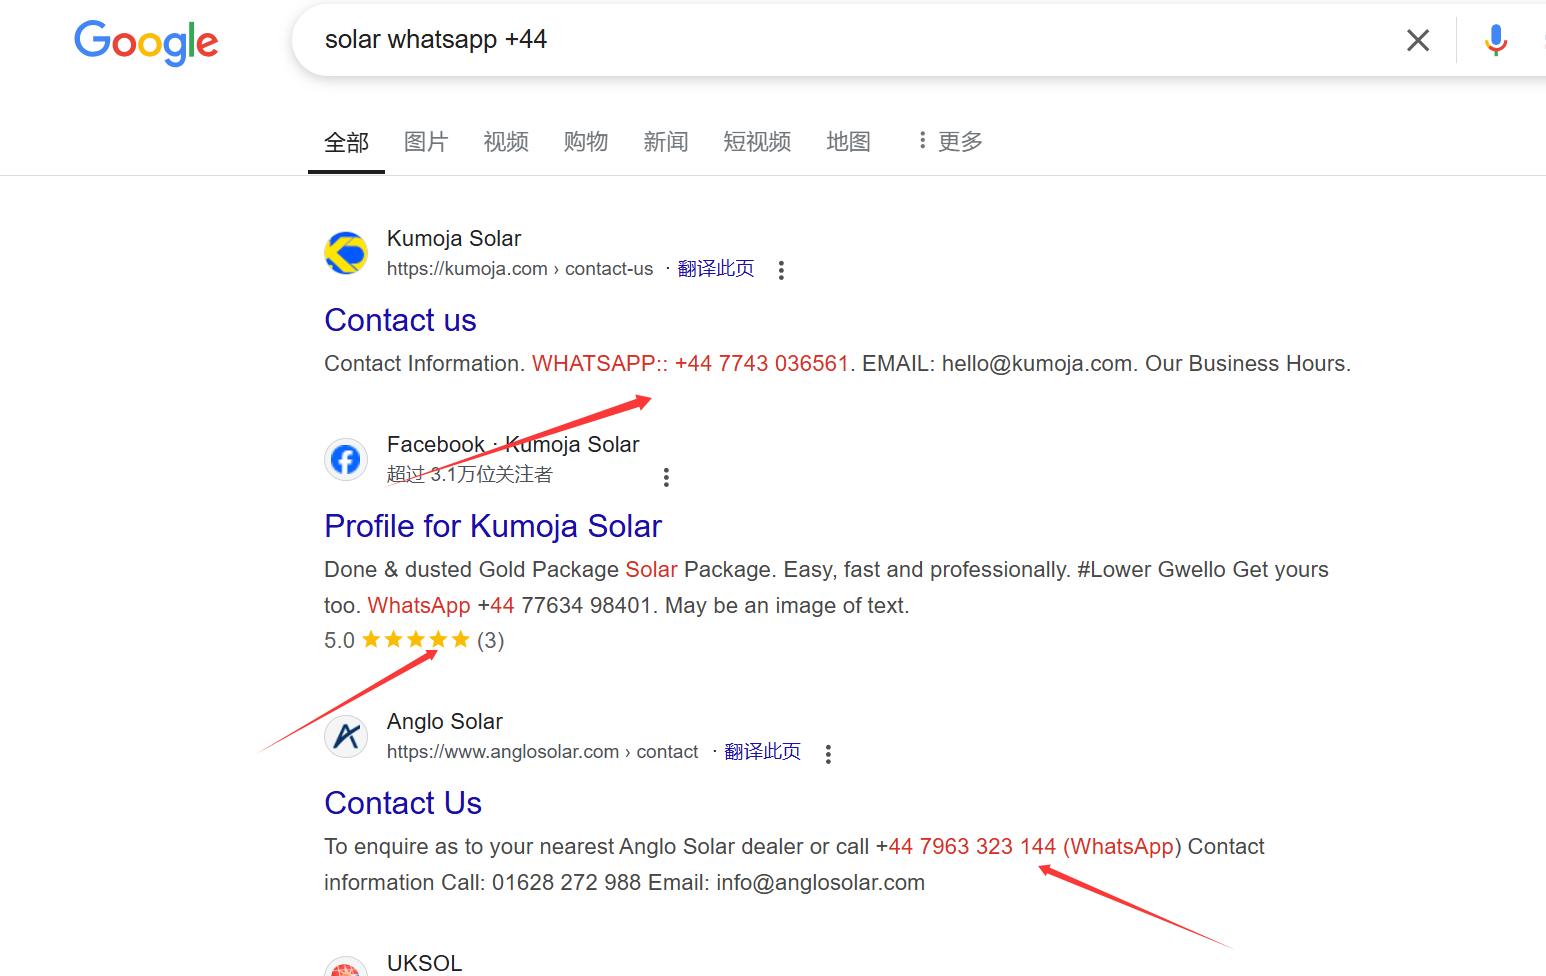 Google
solar whatsapp +44
全部 图片 视频 购物 新闻 短视频 地图 更多
Kumoja Solar
https://kumoja.com › contact-us · 翻译此页
Contact us
Contact Information. WHATSAPP:: +44 7743 036561. EMAIL: hello@kumoja.com. Our Business Hours.
Facebook · Kumoja Solar
超过 3.1万位关注者
Profile for Kumoja Solar
Done & dusted Gold Package Solar Package. Easy, fast and professionally. #Lower Gwello Get yours
too. WhatsApp +44 77634 98401. May be an image of text.
5.0 ★★★★★ (3)
Anglo Solar
https://www.anglosolar.com › contact · 翻译此页
Contact Us
To enquire as to your nearest Anglo Solar dealer or call +44 7963 323 144 (WhatsApp) Contact
information Call: 01628 272 988 Email: info@anglosolar.com
UKSOL